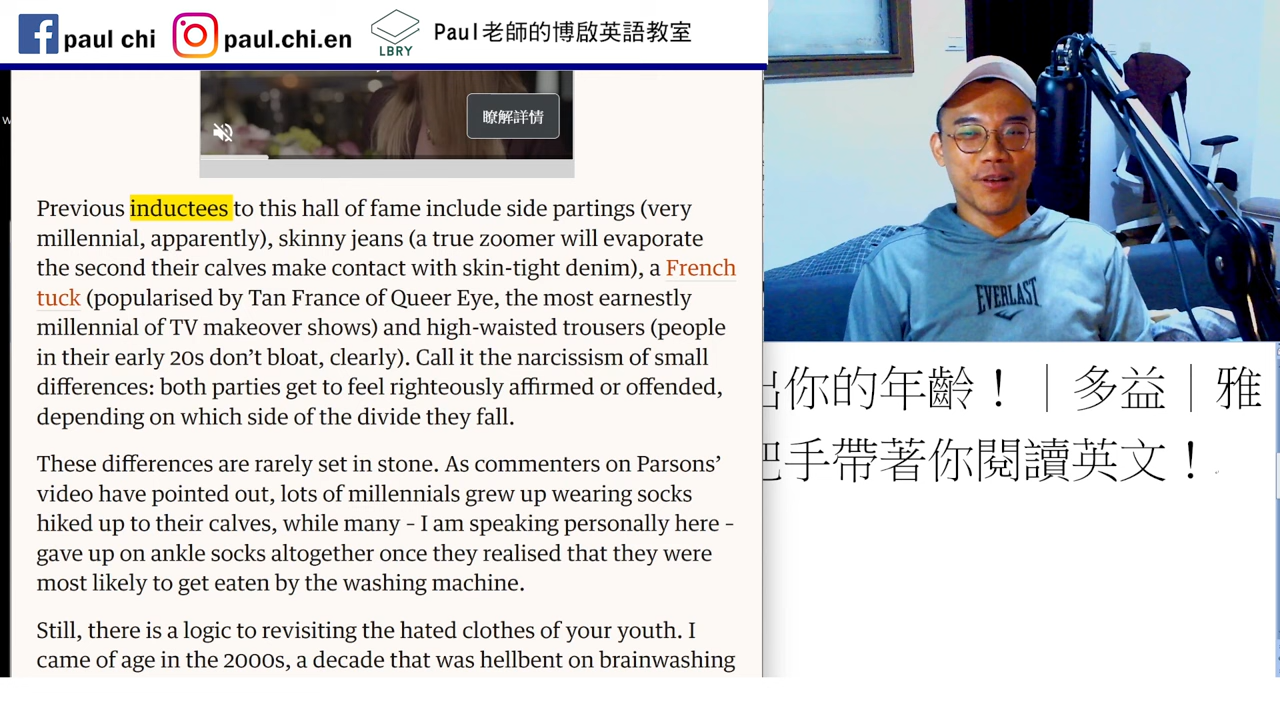 paul chi
paul.chi.en
LBRY
Paul老師的博啟英語教室
瞭解詳情
Previous inductees to this hall of fame include side partings (very
millennial, apparently), skinny jeans (a true zoomer will evaporate
the second their calves make contact with skin-tight denim), a French
tuck (popularised by Tan France of Queer Eye, the most earnestly
millennial of TV makeover shows) and high-waisted trousers (people
in their early 20s don’t bloat, clearly). Call it the narcissism of small
differences: both parties get to feel righteously affirmed or offended,
depending on which side of the divide they fall.
These differences are rarely set in stone. As commenters on Parsons’
video have pointed out, lots of millennials grew up wearing socks
hiked up to their calves, while many – I am speaking personally here –
gave up on ankle socks altogether once they realised that they were
most likely to get eaten by the washing machine.
Still, there is a logic to revisiting the hated clothes of your youth. I
came of age in the 2000s, a decade that was hellbent on brainwashing
EVERLAST
出你的年齡！｜多益｜雅
把手帶著你閱讀英文！